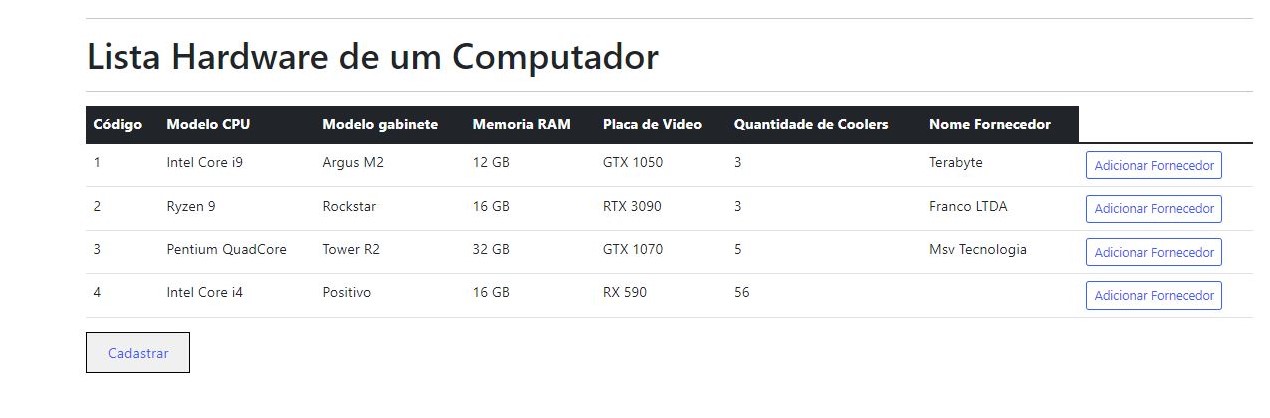 Lista Hardware de um Computador
Código Modelo CPU Modelo gabinete Memoria RAM Placa de Video Quantidade de Coolers Nome Fornecedor
1 Intel Core i9 Argus M2 12 GB GTX 1050 3 Terabyte Adicionar Fornecedor
2 Ryzen 9 Rockstar 16 GB RTX 3090 3 Franco LTDA Adicionar Fornecedor
3 Pentium QuadCore Tower R2 32 GB GTX 1070 5 Msv Tecnologia Adicionar Fornecedor
4 Intel Core i4 Positivo 16 GB RX 590 56 Adicionar Fornecedor
Cadastrar